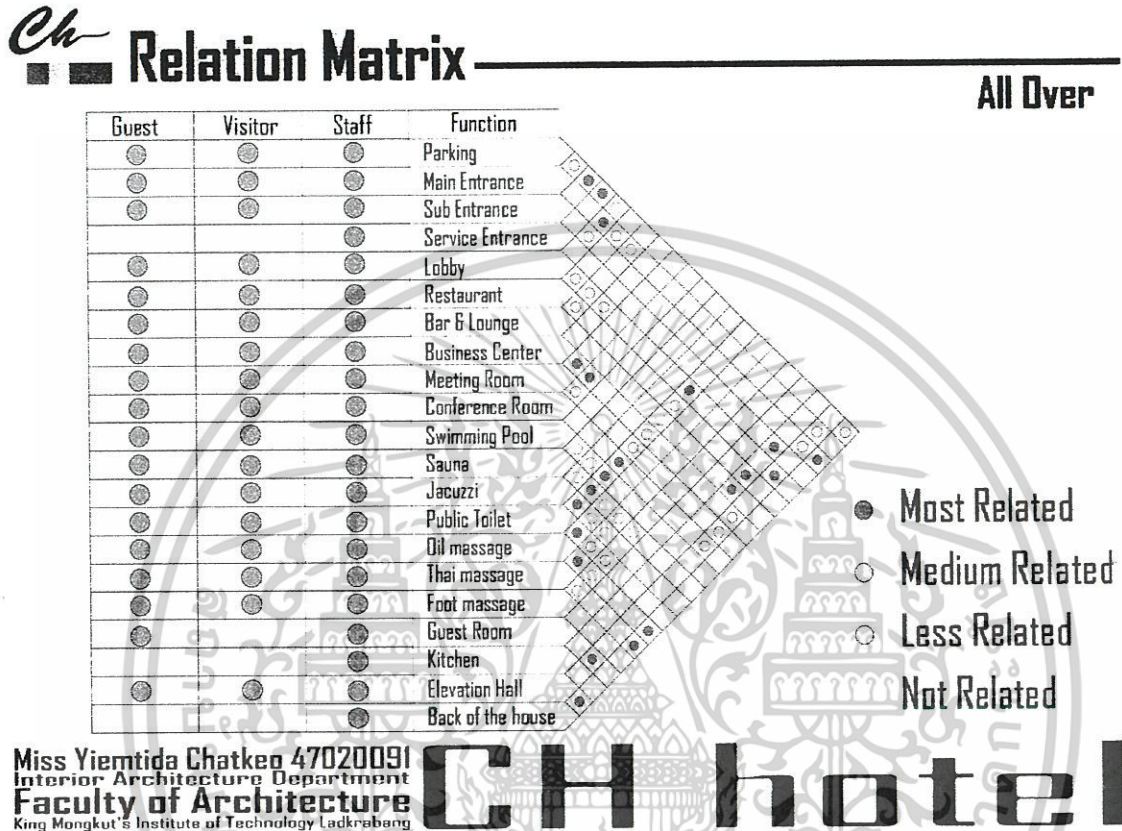 Ch
Relation Matrix
All Over
Guest Visitor Staff Function
Parking
Main Entrance
Sub Entrance
Service Entrance
Lobby
Restaurant
Bar & Lounge
Business Center
Meeting Room
Conference Room
Swimming Pool
Sauna
Jacuzzi
Public Toilet
Oil massage
Thai massage
Foot massage
Guest Room
Kitchen
Elevation Hall
Back of the house
Most Related
Medium Related
Less Related
Not Related
Miss Yiemtida Chatkeo 47020091
Interior Architecture Department
Faculty of Architecture
King Mongkut's Institute of Technology Ladkrabang
CH hotel